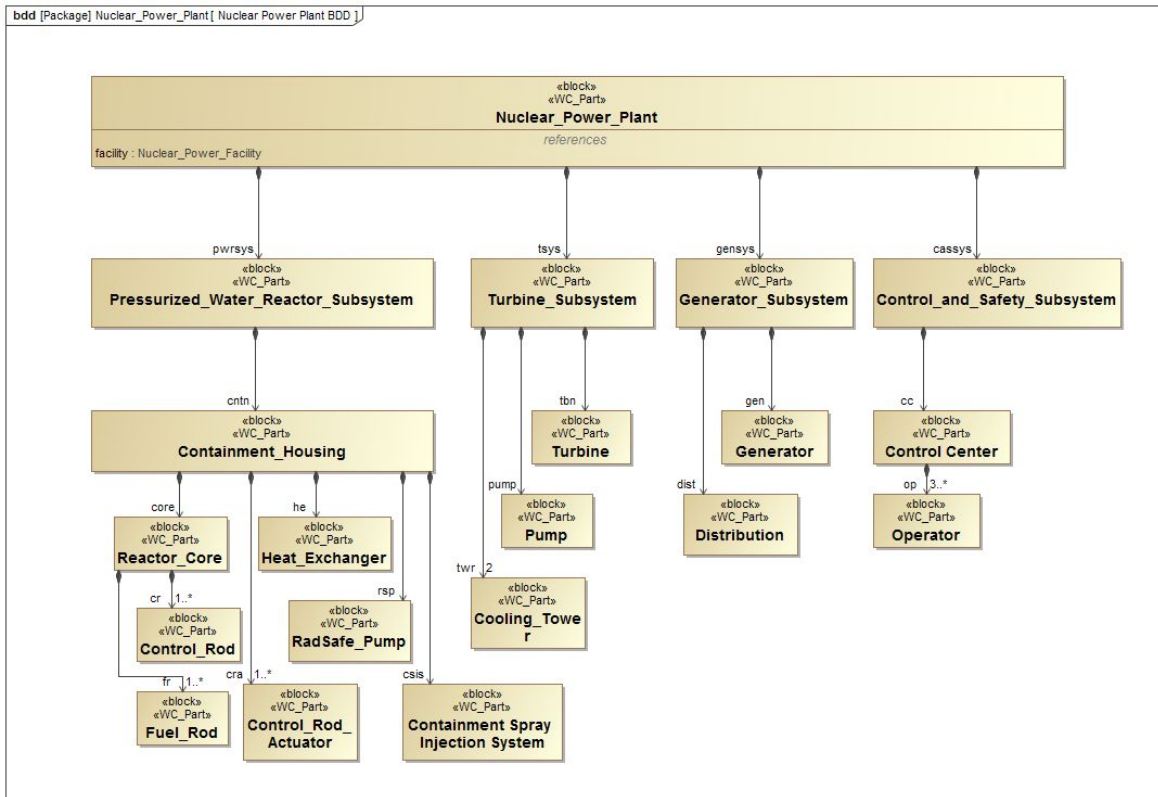 bdd [Package] Nuclear_Power_Plant [ Nuclear Power Plant BDD ]
«block»
«WC_Part»
Nuclear_Power_Plant
references
facility : Nuclear_Power_Facility
pwrsys
tsys
gensys
cassys
«block»
«WC_Part»
Pressurized_Water_Reactor_Subsystem
«block»
«WC_Part»
Turbine_Subsystem
«block»
«WC_Part»
Generator_Subsystem
«block»
«WC_Part»
Control_and_Safety_Subsystem
cntn
tbn
gen
cc
«block»
«WC_Part»
Containment_Housing
«block»
«WC_Part»
Turbine
«block»
«WC_Part»
Generator
«block»
«WC_Part»
Control Center
core
he
pump
dist
op 3..*
«block»
«WC_Part»
Reactor_Core
«block»
«WC_Part»
Heat_Exchanger
«block»
«WC_Part»
Pump
«block»
«WC_Part»
Distribution
«block»
«WC_Part»
Operator
cr 1..*
rsp
twr 2
«block»
«WC_Part»
Control_Rod
«block»
«WC_Part»
RadSafe_Pump
«block»
«WC_Part»
Cooling_Towe
r
fr 1..*
cra 1..*
csis
«block»
«WC_Part»
Fuel_Rod
«block»
«WC_Part»
Control_Rod_
Actuator
«block»
«WC_Part»
Containment Spray
Injection System